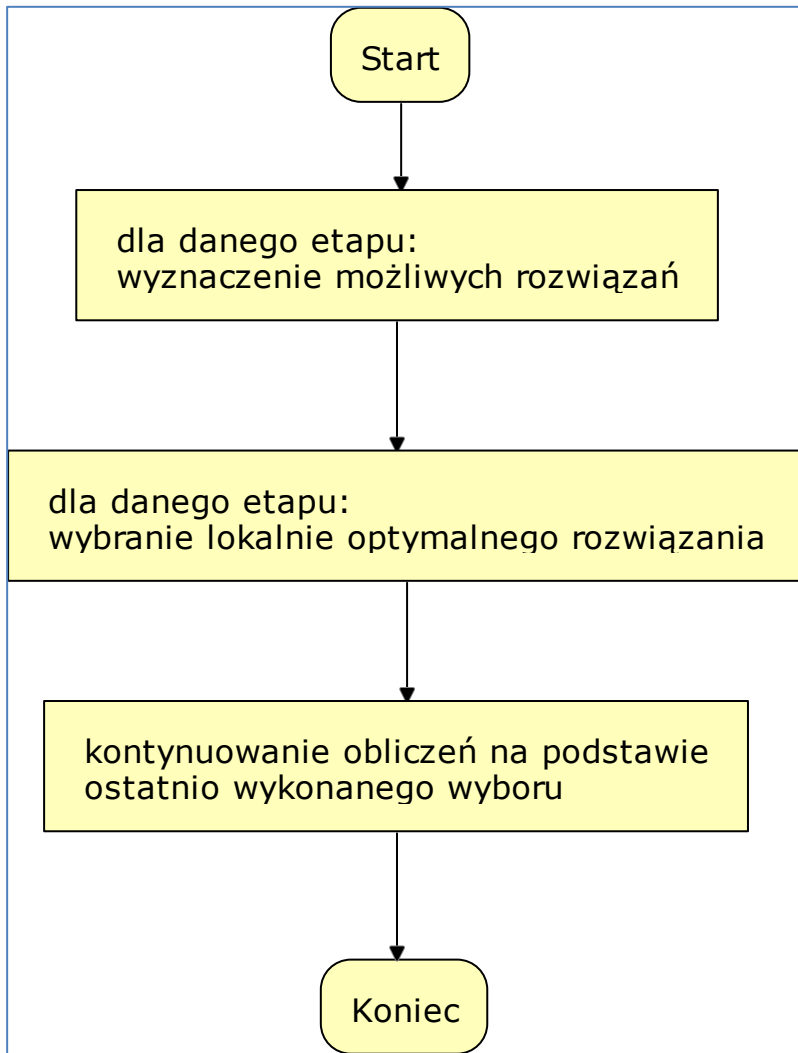 Start
dla danego etapu:
wyznaczenie możliwych rozwiązań
dla danego etapu:
wybranie lokalnie optymalnego rozwiązania
kontynuowanie obliczeń na podstawie
ostatnio wykonanego wyboru
Koniec